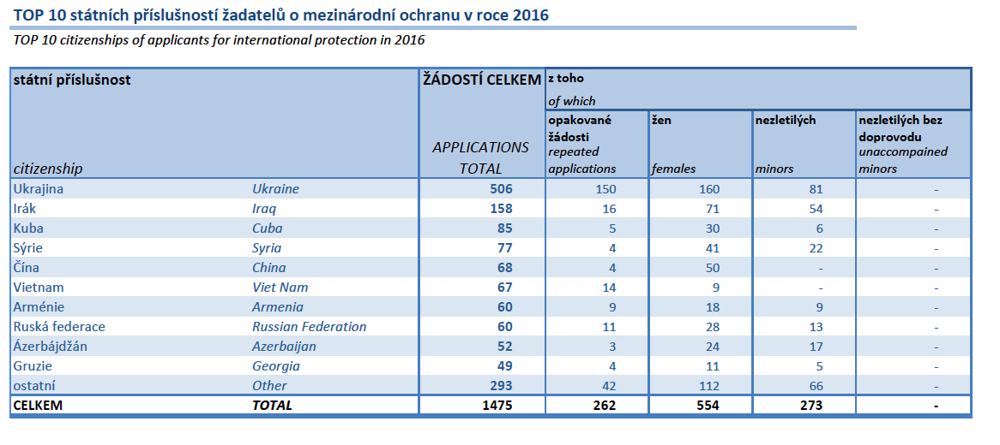 TOP 10 státních příslušností žadatelů o mezinárodní ochranu v roce 2016
TOP 10 citizenships of applicants for international protection in 2016
státní příslušnost ŽÁDOSTÍ CELKEM z toho
of which
opakované žen nezletilých nezletilých bez
žádosti doprovodu
APPLICATIONS repeated unaccompained
citizenship TOTAL applications females minors minors
Ukrajina Ukraine 506 150 160 81 -
Irák Iraq 158 16 71 54 -
Kuba Cuba 85 5 30 6 -
Sýrie Syria 77 4 41 22 -
Čína China 68 4 50 - -
Vietnam Viet Nam 67 14 9 - -
Arménie Armenia 60 9 18 9 -
Ruská federace Russian Federation 60 11 28 13 -
Ázerbájdžán Azerbaijan 52 3 24 17 -
Gruzie Georgia 49 4 11 5 -
ostatní Other 293 42 112 66 -
CELKEM TOTAL 1475 262 554 273 -